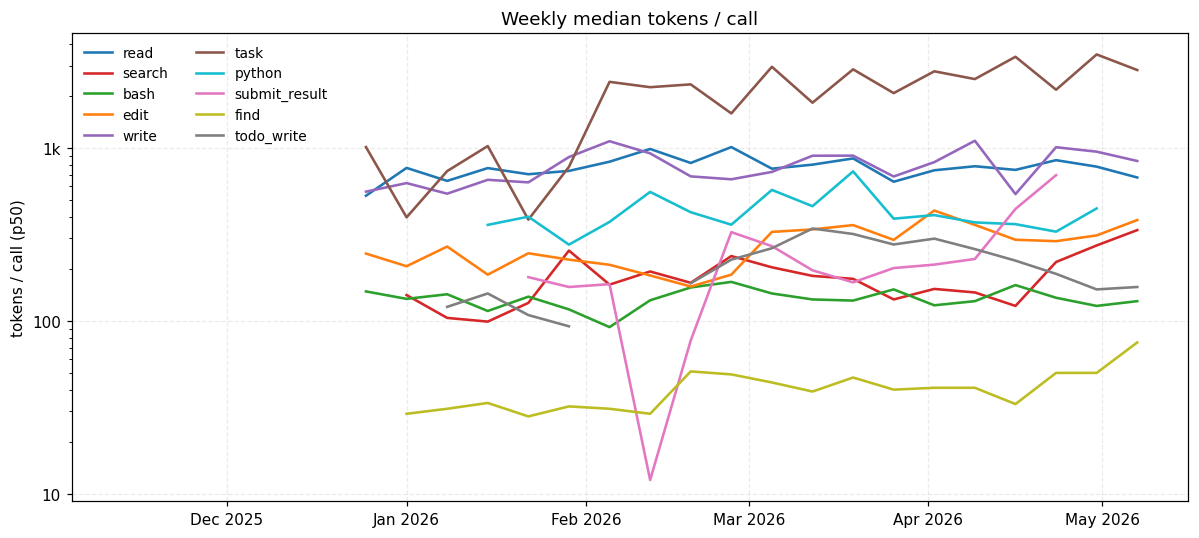 Weekly median tokens / call
read
search
bash
edit
write
task
python
submit_result
find
todo_write
tokens / call (p50)
1k
100
10
Dec 2025
Jan 2026
Feb 2026
Mar 2026
Apr 2026
May 2026